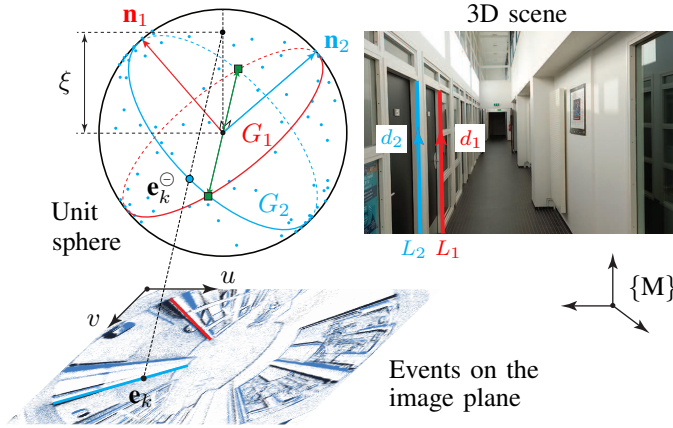 n₁
n₂
3D scene
ξ
G₁
d₂
d₁
e_k^⊖
G₂
Unit
sphere
L₂
L₁
u
{M}
v
Events on the
image plane
e_k